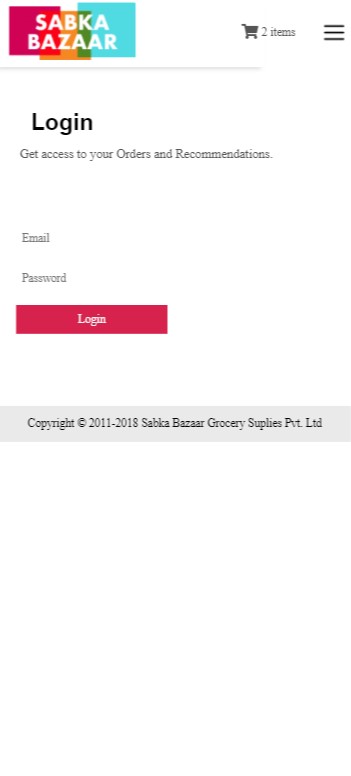 SABKA
BAZAAR
2 items
Login
Get access to your Orders and Recommendations.
Email
Password
Login
Copyright © 2011-2018 Sabka Bazaar Grocery Suplies Pvt. Ltd